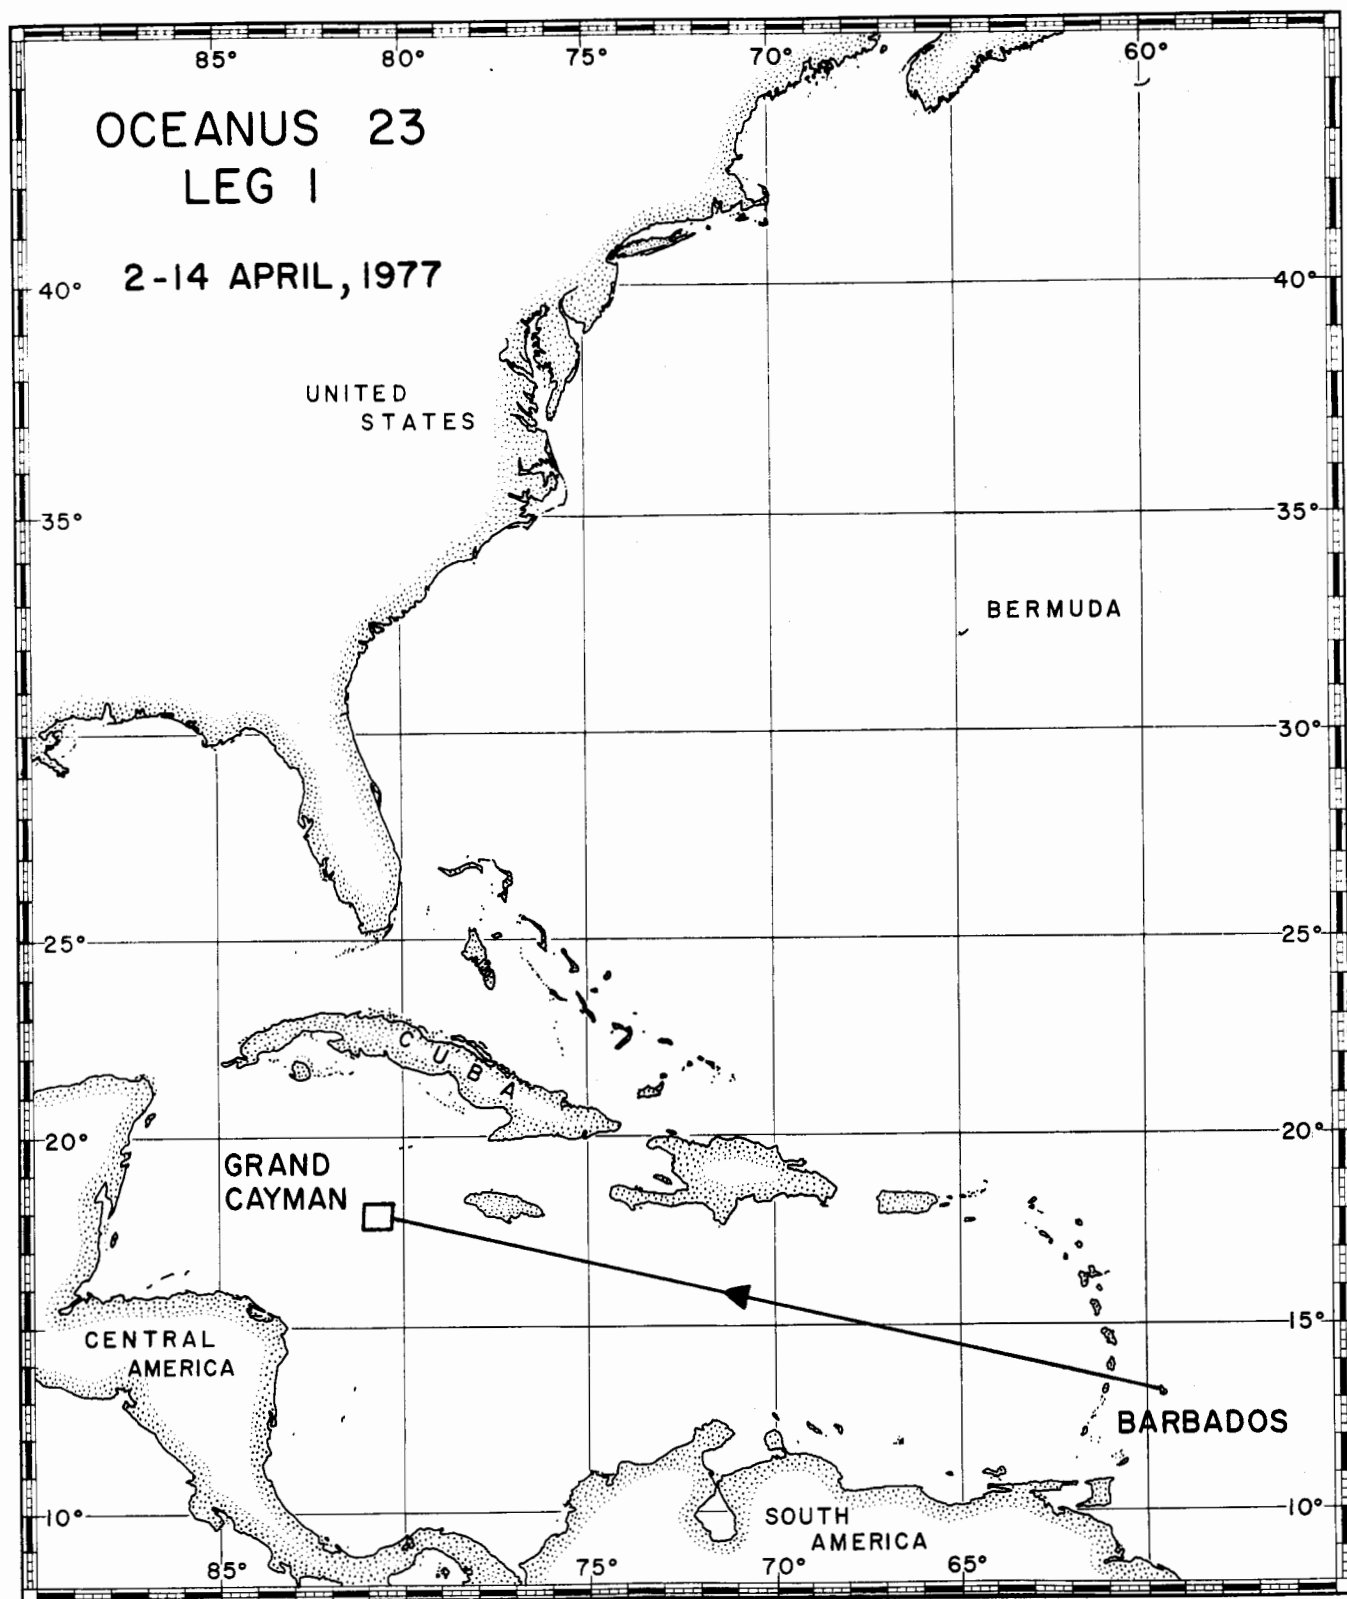 85° 80° 75° 70° 60°
OCEANUS 23
LEG I
2-14 APRIL, 1977
40° 40°
UNITED
STATES
35° 35°
BERMUDA
30°
25° 25°
CUBA
20° 20°
GRAND
CAYMAN
15°
CENTRAL
AMERICA
BARBADOS
10° 10°
SOUTH
AMERICA
85° 75° 70° 65°